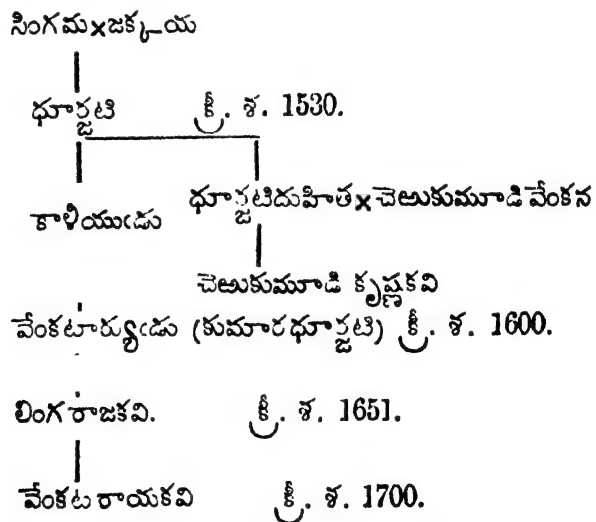 సింగమ×జక్కయ
ధూర్జటి క్రీ. శ. 1530.
ధూర్జటిదుహిత×చెఱుకుమూడి వేంకన
కాళీయుఁడు
చెఱుకుమూడి కృష్ణకవి
వేంకటార్యుఁడు (కుమారధూర్జటి) క్రీ. శ. 1600.
లింగరాజకవి. క్రీ. శ. 1651.
వేంకటరాయకవి క్రీ. శ. 1700.